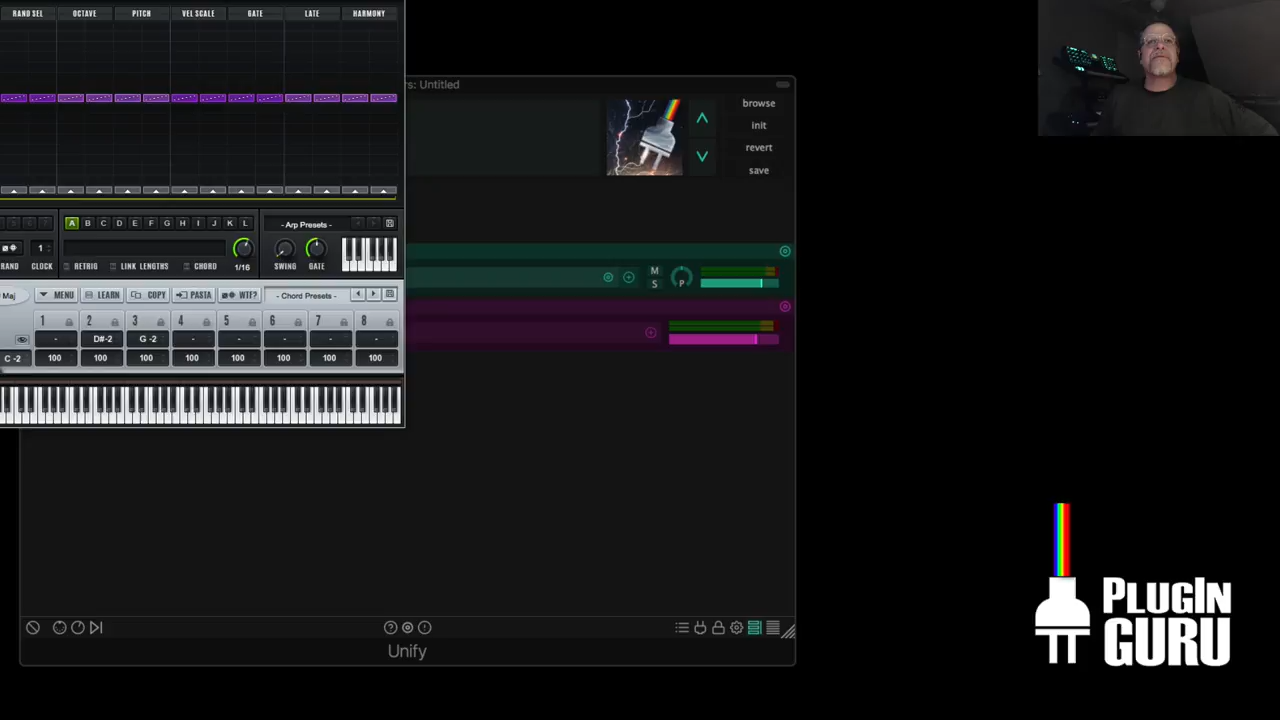 RAND SEL OCTAVE PITCH VEL SCALE GATE LATE HARMONY
rs: Untitled
browse
init
revert
save
A B C D E F G H I J K L
- Arp Presets -
RAND 1 CLOCK
RETRIG LINK LENGTHS CHORD 1/16
SWING GATE
M
S
P
Maj MENU LEARN COPY PASTA WTF? - Chord Presets -
1 2 3 4 5 6 7 8
- D#-2 G -2 - - - - -
C -2 100 100 100 100 100 100 100 100
Unify
PLUGIN
GURU